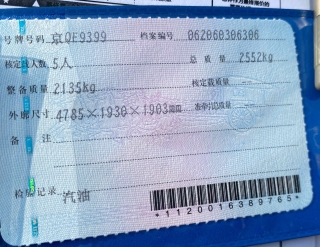 号牌号码 京QE9399 档案编号 062060306306
核定载人数 5人 总质量 2552kg
整备质量 2135kg 核定载质量 --
外廓尺寸 4785×1930×1903mm 准牵引总质量 --
备注
检验记录 汽油
*1120016389765*